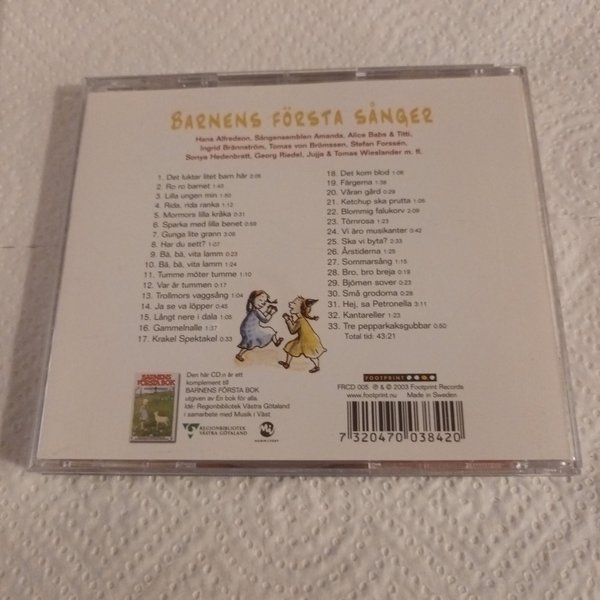 BARNENS FÖRSTA SÅNGER
Hans Alfredson, Sångensemblen Amanda, Alice Babs & Titti,
Ingrid Brännström, Tomas von Brömssen, Stefan Forssén,
Sonya Hedenbratt, Georg Riedel, Jujja & Tomas Wieslander m. fl.
1. Det luktar litet barn här 2:05
2. Ro ro barnet 1:43
3. Lilla ungen min 1:50
4. Rida, rida ranka 1:12
5. Mormors lilla kråka 0:31
6. Sparka med lilla benet 0:59
7. Gunga lite grann 3:05
8. Har du sett? 1:07
9. Bä, bä, vita lamm 0:23
10. Bä, bä, vita lamm 1:24
11. Tumme möter tumme 1:10
12. Var är tummen 0:17
13. Trollmors vaggsång 1:04
14. Ja se va löpper 0:45
15. Långt nere i dala 1:05
16. Gammelnalle 1:37
17. Krakel Spektakel 0:33
18. Det kom blod 1:06
19. Färgerna 1:38
20. Våran gård 0:29
21. Ketchup ska prutta 1:05
22. Blommig falukorv 2:09
23. Törnrosa 1:23
24. Vi äro musikanter 0:42
25. Ska vi byta? 2:33
26. Årstiderna 1:25
27. Sommarsång 1:15
28. Bro, bro breja 0:19
29. Björnen sover 0:23
30. Små grodorna 0:28
31. Hej, sa Petronella 3:11
32. Kantareller 1:23
33. Tre pepparkaksgubbar 0:50
Total tid: 43:21
BARNENS
FÖRSTA BOK
Den här CD:n är ett
komplement till
BARNENS FÖRSTA BOK
utgiven av En bok för alla.
Idé: Regionbibliotek Västra Götaland
i samarbete med Musik i Väst
REGIONBIBLIOTEK
VÄSTRA GÖTALAND
MUSIK I VÄST
FOOTPRINT
FRCD 005 ℗ & © 2003 Footprint Records
www.footprint.nu Made in Sweden
7 320470 038420